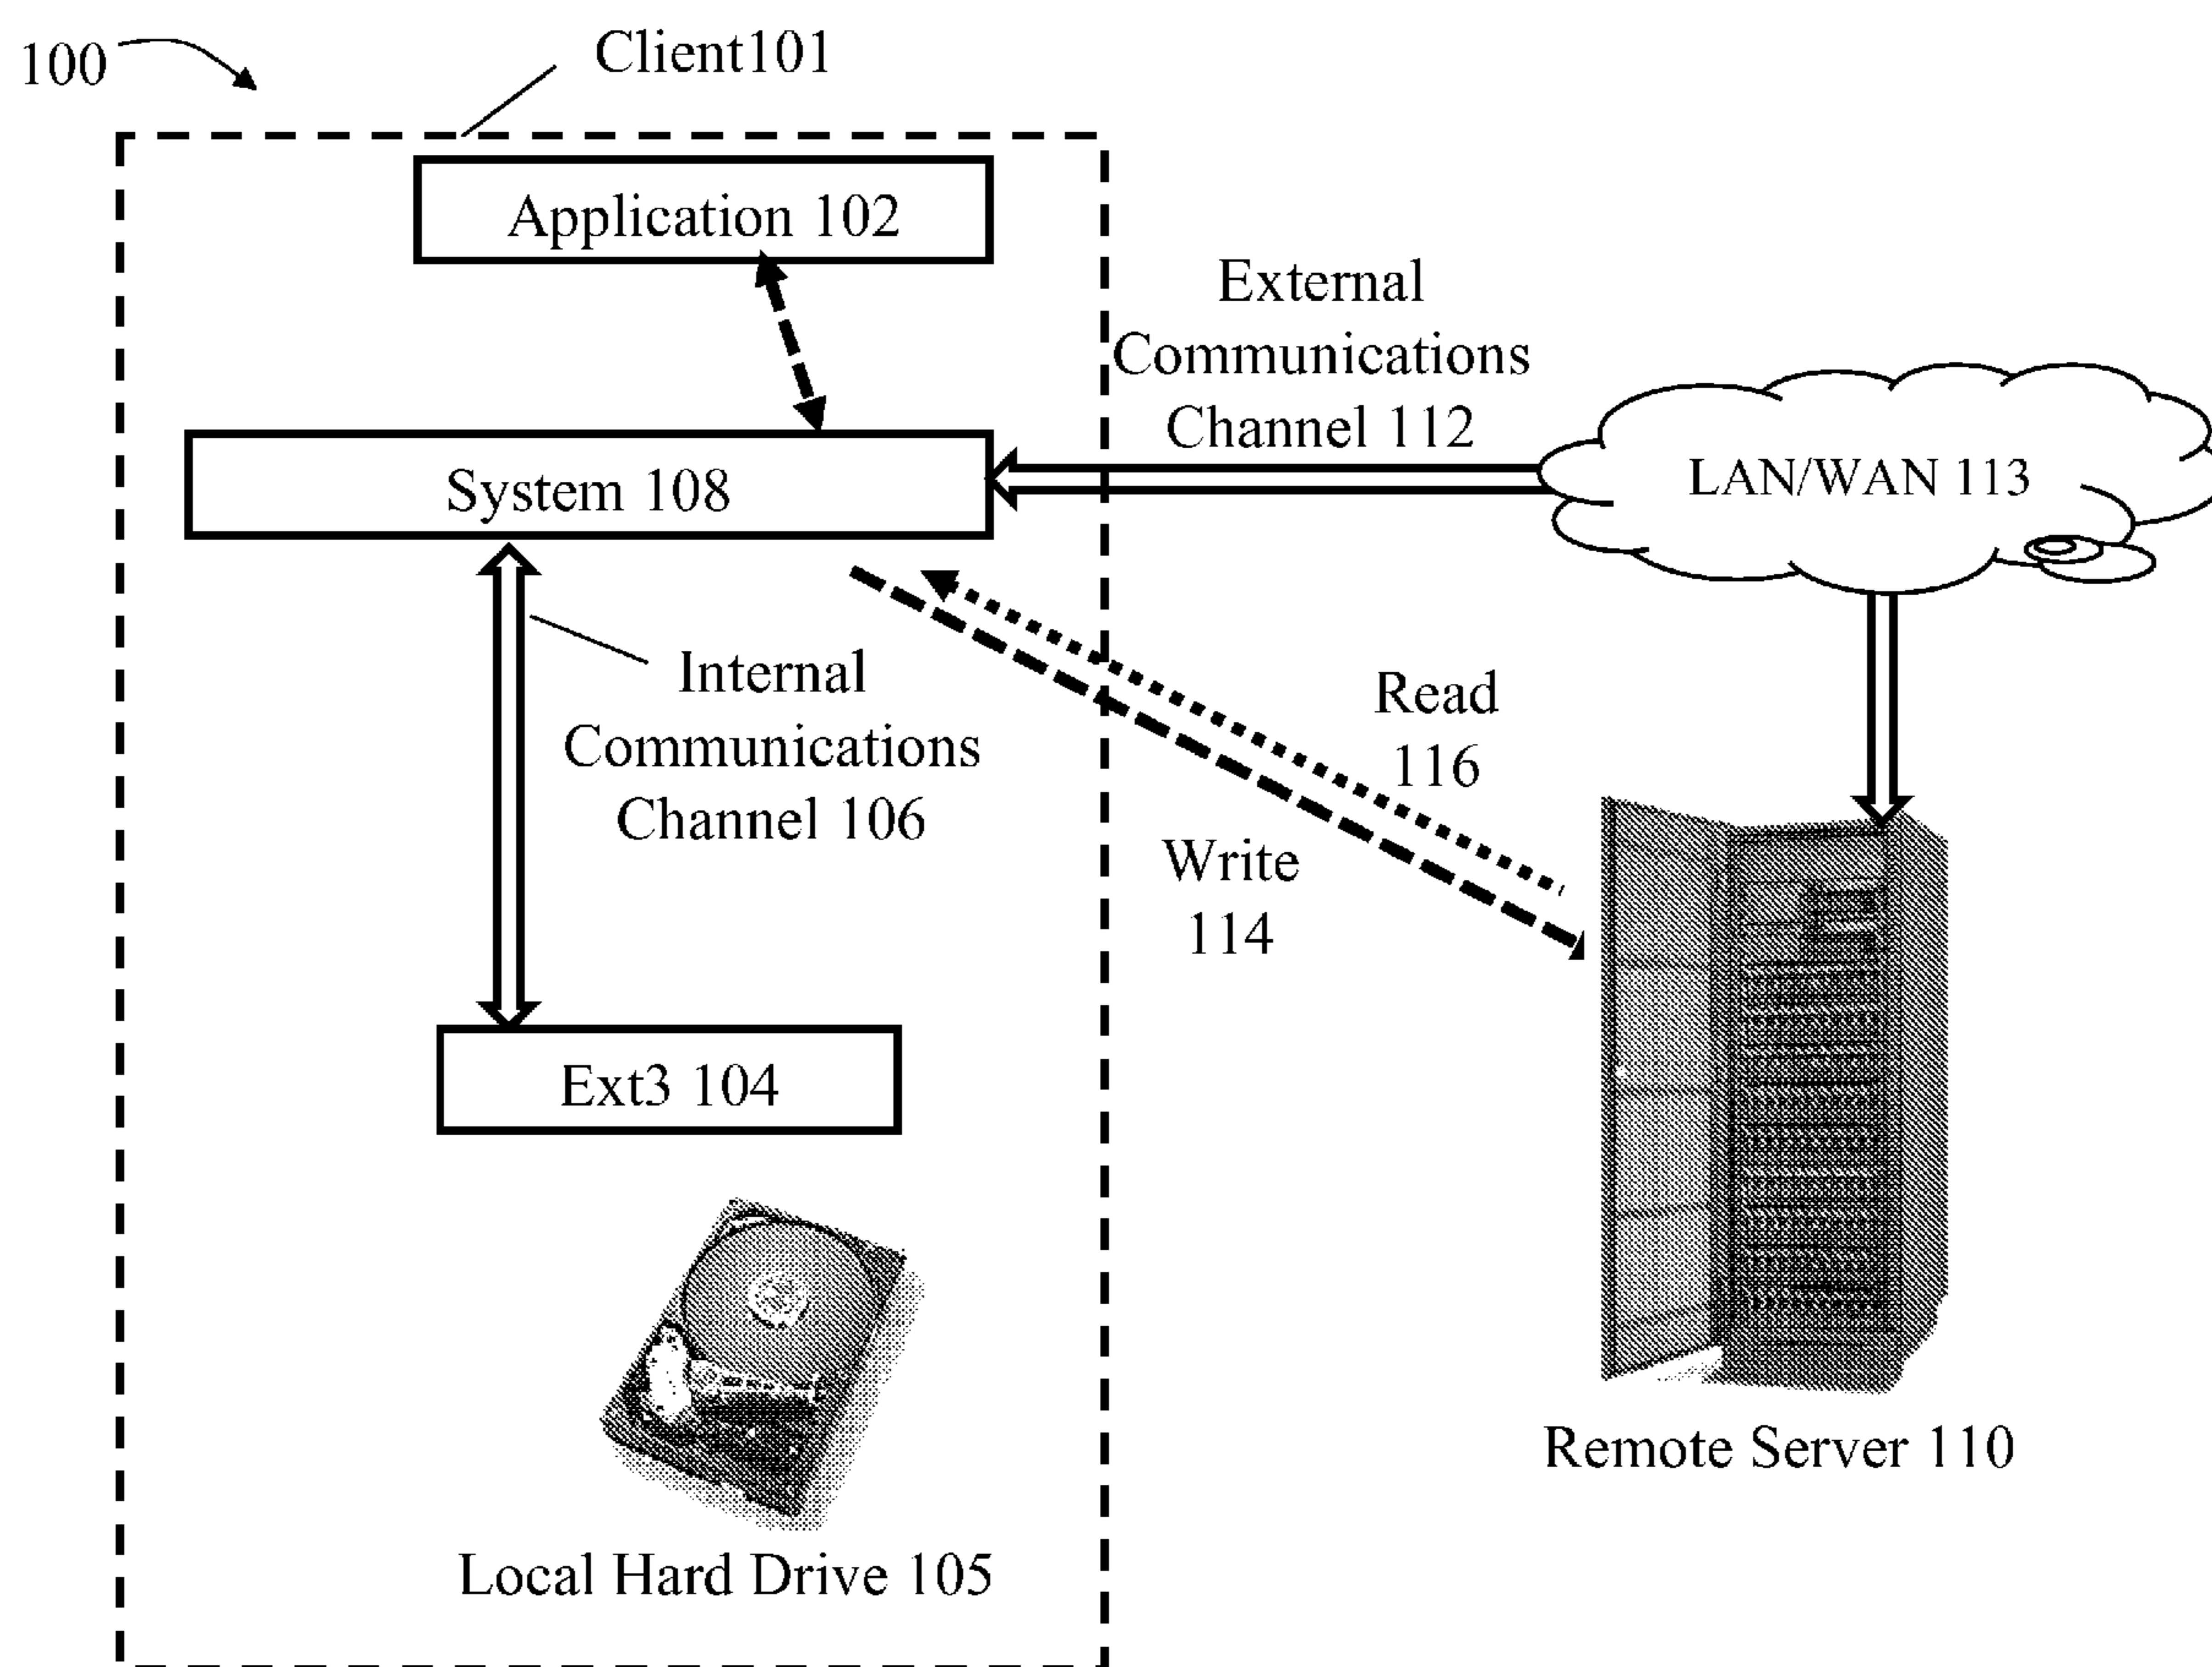 100
Client101
Application 102
External
Communications
Channel 112
LAN/WAN 113
System 108
Internal
Communications
Channel 106
Read
116
Write
114
Ext3 104
Remote Server 110
Local Hard Drive 105